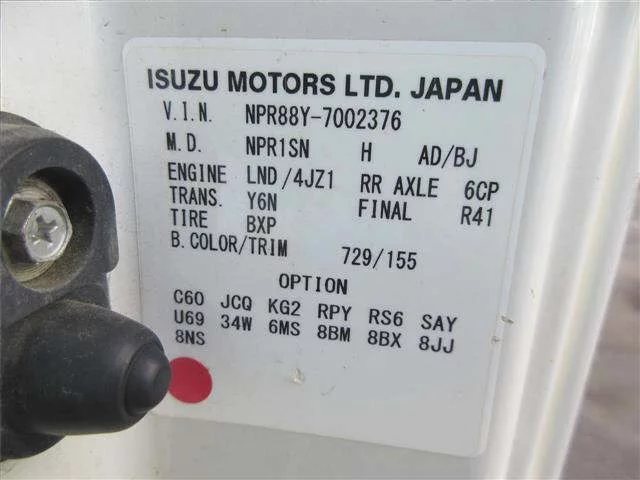 ISUZU MOTORS LTD. JAPAN
V.I.N. NPR88Y-7002376
M.D. NPR1SN H AD/BJ
ENGINE LND/4JZ1 RR AXLE 6CP
TRANS. Y6N FINAL R41
TIRE BXP
B.COLOR/TRIM 729/155
OPTION
C60 JCQ KG2 RPY RS6 SAY
U69 34W 6MS 8BM 8BX 8JJ
8NS